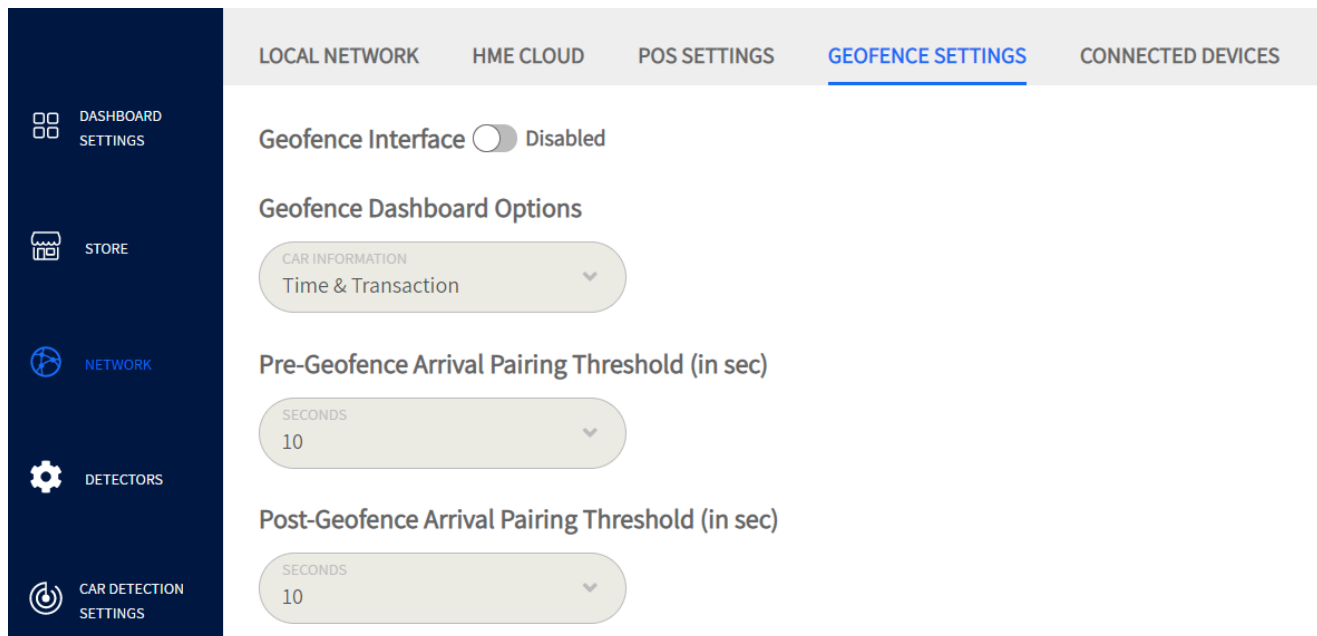 LOCAL NETWORK HME CLOUD POS SETTINGS GEOFENCE SETTINGS CONNECTED DEVICES
DASHBOARD
SETTINGS
STORE
NETWORK
DETECTORS
CAR DETECTION
SETTINGS
Geofence Interface Disabled
Geofence Dashboard Options
CAR INFORMATION
Time & Transaction
Pre-Geofence Arrival Pairing Threshold (in sec)
SECONDS
10
Post-Geofence Arrival Pairing Threshold (in sec)
SECONDS
10